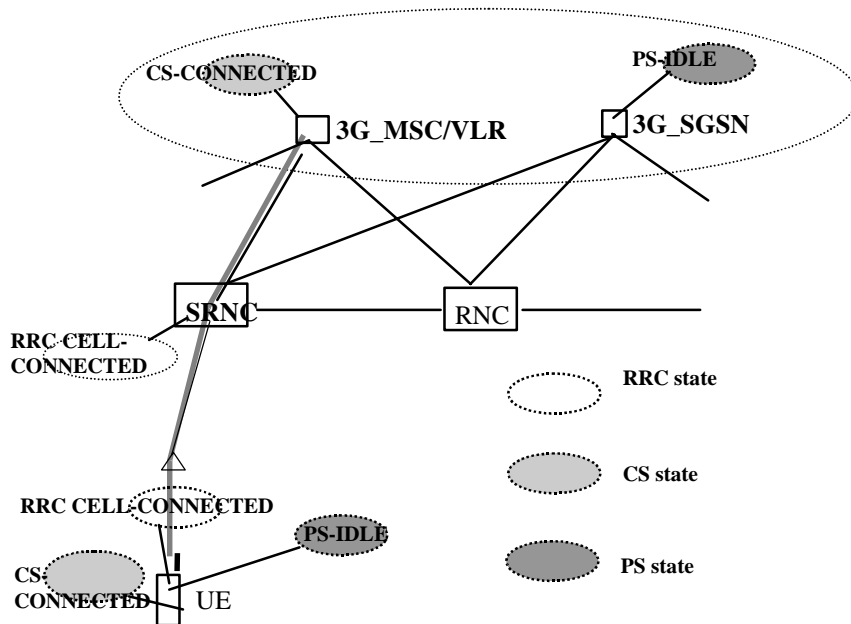 CS-CONNECTED
PS-IDLE
3G_MSC/VLR
3G_SGSN
SRNC
RNC
RRC CELL-
CONNECTED
RRC state
CS state
RRC CELL-CONNECTED
PS-IDLE
CS-
CONNECTED
UE
PS state